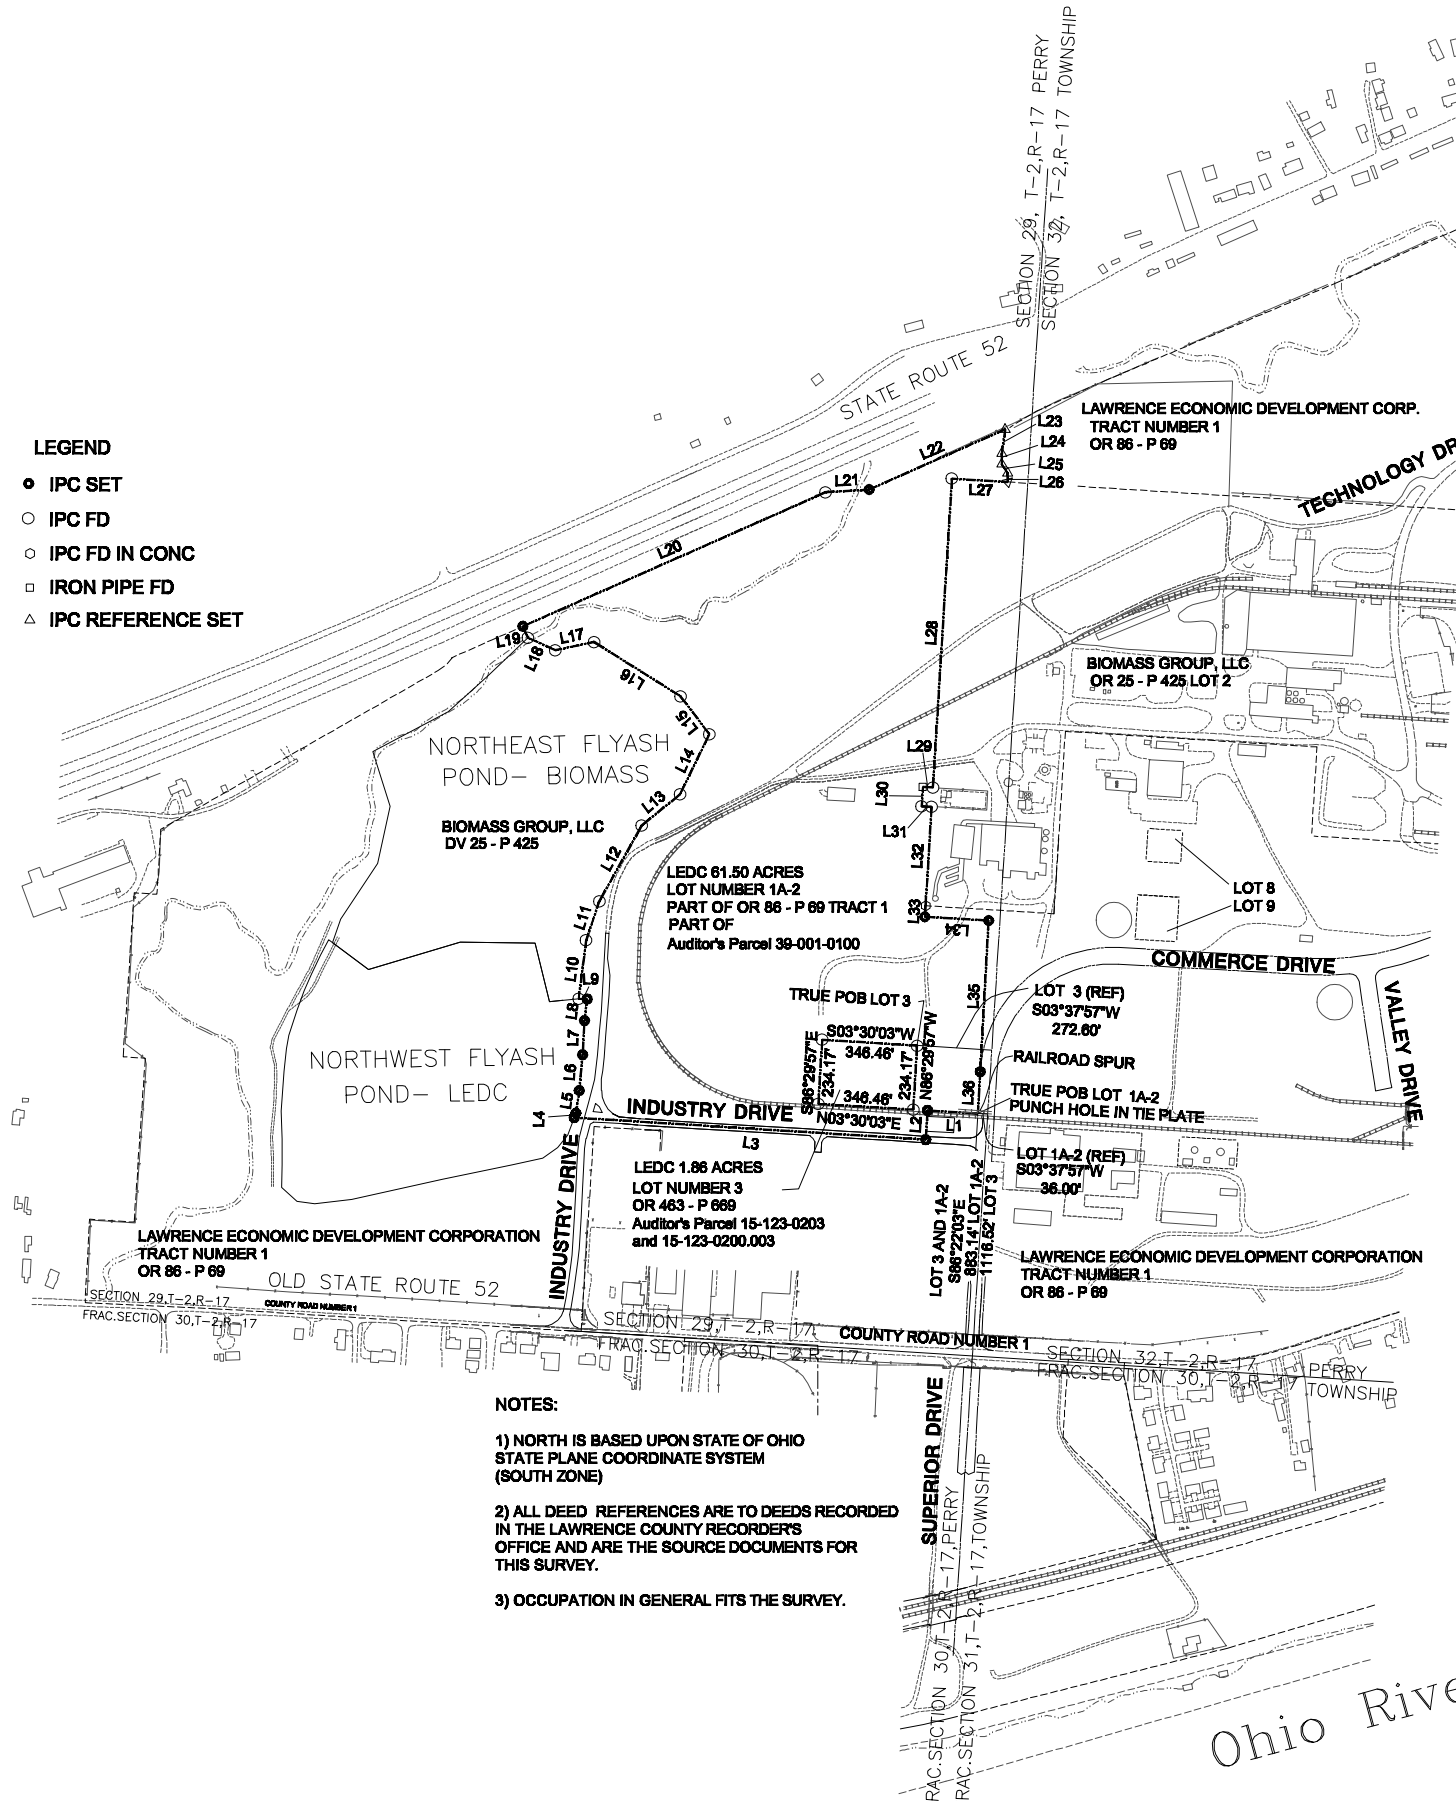 SECTION 29, T-2,R-17 PERRY
SECTION 32, T-2,R-17 TOWNSHIP
STATE ROUTE 52
LAWRENCE ECONOMIC DEVELOPMENT CORP.
TRACT NUMBER 1
OR 86 - P 69
L23
L24
L25
L26
L27
L22
L21
L20
TECHNOLOGY DR
LEGEND
IPC SET
IPC FD
IPC FD IN CONC
IRON PIPE FD
IPC REFERENCE SET
L19
L18
L17
L16
L15
L14
L13
L12
L11
L10
L9
L8
L7
L6
L5
L4
L28
L29
L30
L31
L32
L33
L34
L35
L36
BIOMASS GROUP, LLC
OR 25 - P 425 LOT 2
NORTHEAST FLYASH
POND- BIOMASS
BIOMASS GROUP, LLC
DV 25 - P 425
LEDC 61.50 ACRES
LOT NUMBER 1A-2
PART OF OR 86 - P 69 TRACT 1
PART OF
Auditor's Parcel 39-001-0100
LOT 8
LOT 9
COMMERCE DRIVE
VALLEY DRIVE
TRUE POB LOT 3
LOT 3 (REF)
S03°37'57"W
272.60'
S03°30'03"W
346.46'
S86°29'57"E
234.17'
234.17'
N86°29'57"W
346.46'
N03°30'03"E
RAILROAD SPUR
TRUE POB LOT 1A-2
PUNCH HOLE IN TIE PLATE
NORTHWEST FLYASH
POND- LEDC
INDUSTRY DRIVE
L3
L2
L1
LOT 1A-2 (REF)
S03°37'57"W
36.00'
INDUSTRY DRIVE
LEDC 1.86 ACRES
LOT NUMBER 3
OR 463 - P 669
Auditor's Parcel 15-123-0203
and 15-123-0200.003
LOT 3 AND 1A-2
S86°22'03"E
883.14' LOT 1A-2
1116.52' LOT 3
LAWRENCE ECONOMIC DEVELOPMENT CORPORATION
TRACT NUMBER 1
OR 86 - P 69
LAWRENCE ECONOMIC DEVELOPMENT CORPORATION
TRACT NUMBER 1
OR 86 - P 69
OLD STATE ROUTE 52
SECTION 29,T-2,R-17
FRAC.SECTION 30,T-2,R-17
COUNTY ROAD NUMBER 1
SECTION 29,T-2,R-17
FRAC.SECTION 30,T-2,R-17
COUNTY ROAD NUMBER 1
SECTION 32,T-2,R-17
FRAC.SECTION 30,T-2,R-17
PERRY
TOWNSHIP
NOTES:
1) NORTH IS BASED UPON STATE OF OHIO
STATE PLANE COORDINATE SYSTEM
(SOUTH ZONE)
2) ALL DEED REFERENCES ARE TO DEEDS RECORDED
IN THE LAWRENCE COUNTY RECORDER'S
OFFICE AND ARE THE SOURCE DOCUMENTS FOR
THIS SURVEY.
3) OCCUPATION IN GENERAL FITS THE SURVEY.
SUPERIOR DRIVE
RAC.SECTION 30,T-2,R-17,PERRY
RAC.SECTION 31,T-2,R-17,TOWNSHIP
Ohio Rive